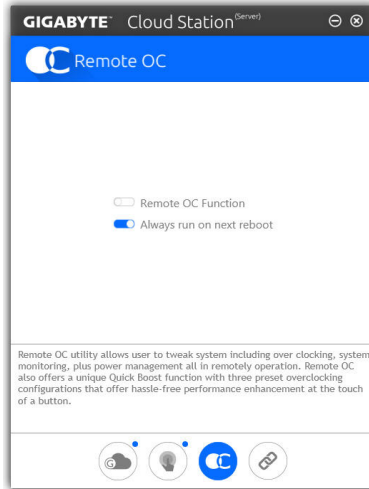 GIGABYTE™ Cloud Station (Server)
Remote OC
Remote OC Function
Always run on next reboot
Remote OC utility allows user to tweak system including over clocking, system
monitoring, plus power management all in remotely operation. Remote OC
also offers a unique Quick Boost function with three preset overclocking
configurations that offer hassle-free performance enhancement at the touch
of a button.
G